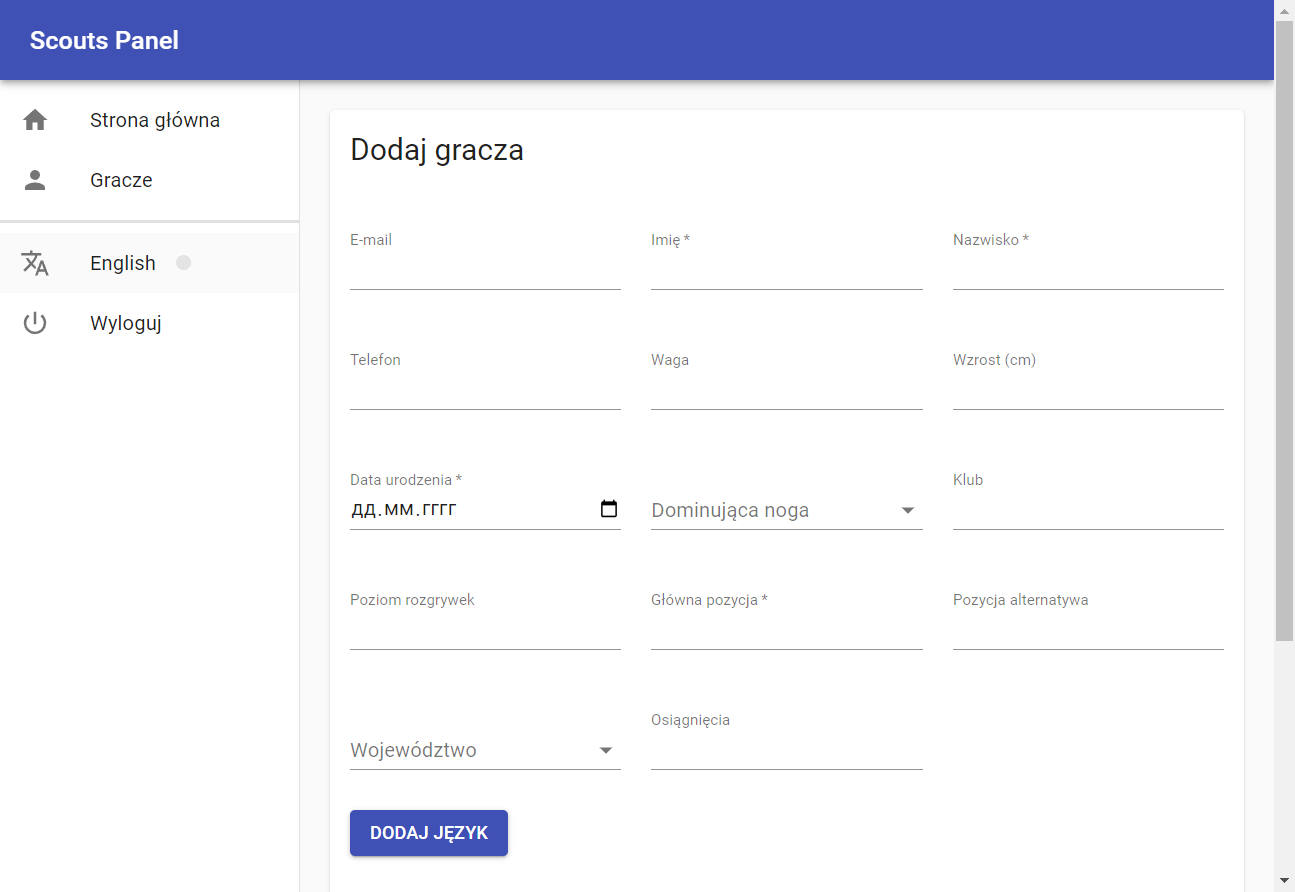 Scouts Panel
Strona główna
Gracze
English
Wyloguj
Dodaj gracza
E-mail
Imię *
Nazwisko *
Telefon
Waga
Wzrost (cm)
Data urodzenia *
ДД.ММ.ГГГГ
Dominująca noga
Klub
Poziom rozgrywek
Główna pozycja *
Pozycja alternatywa
Województwo
Osiągnięcia
DODAJ JĘZYK